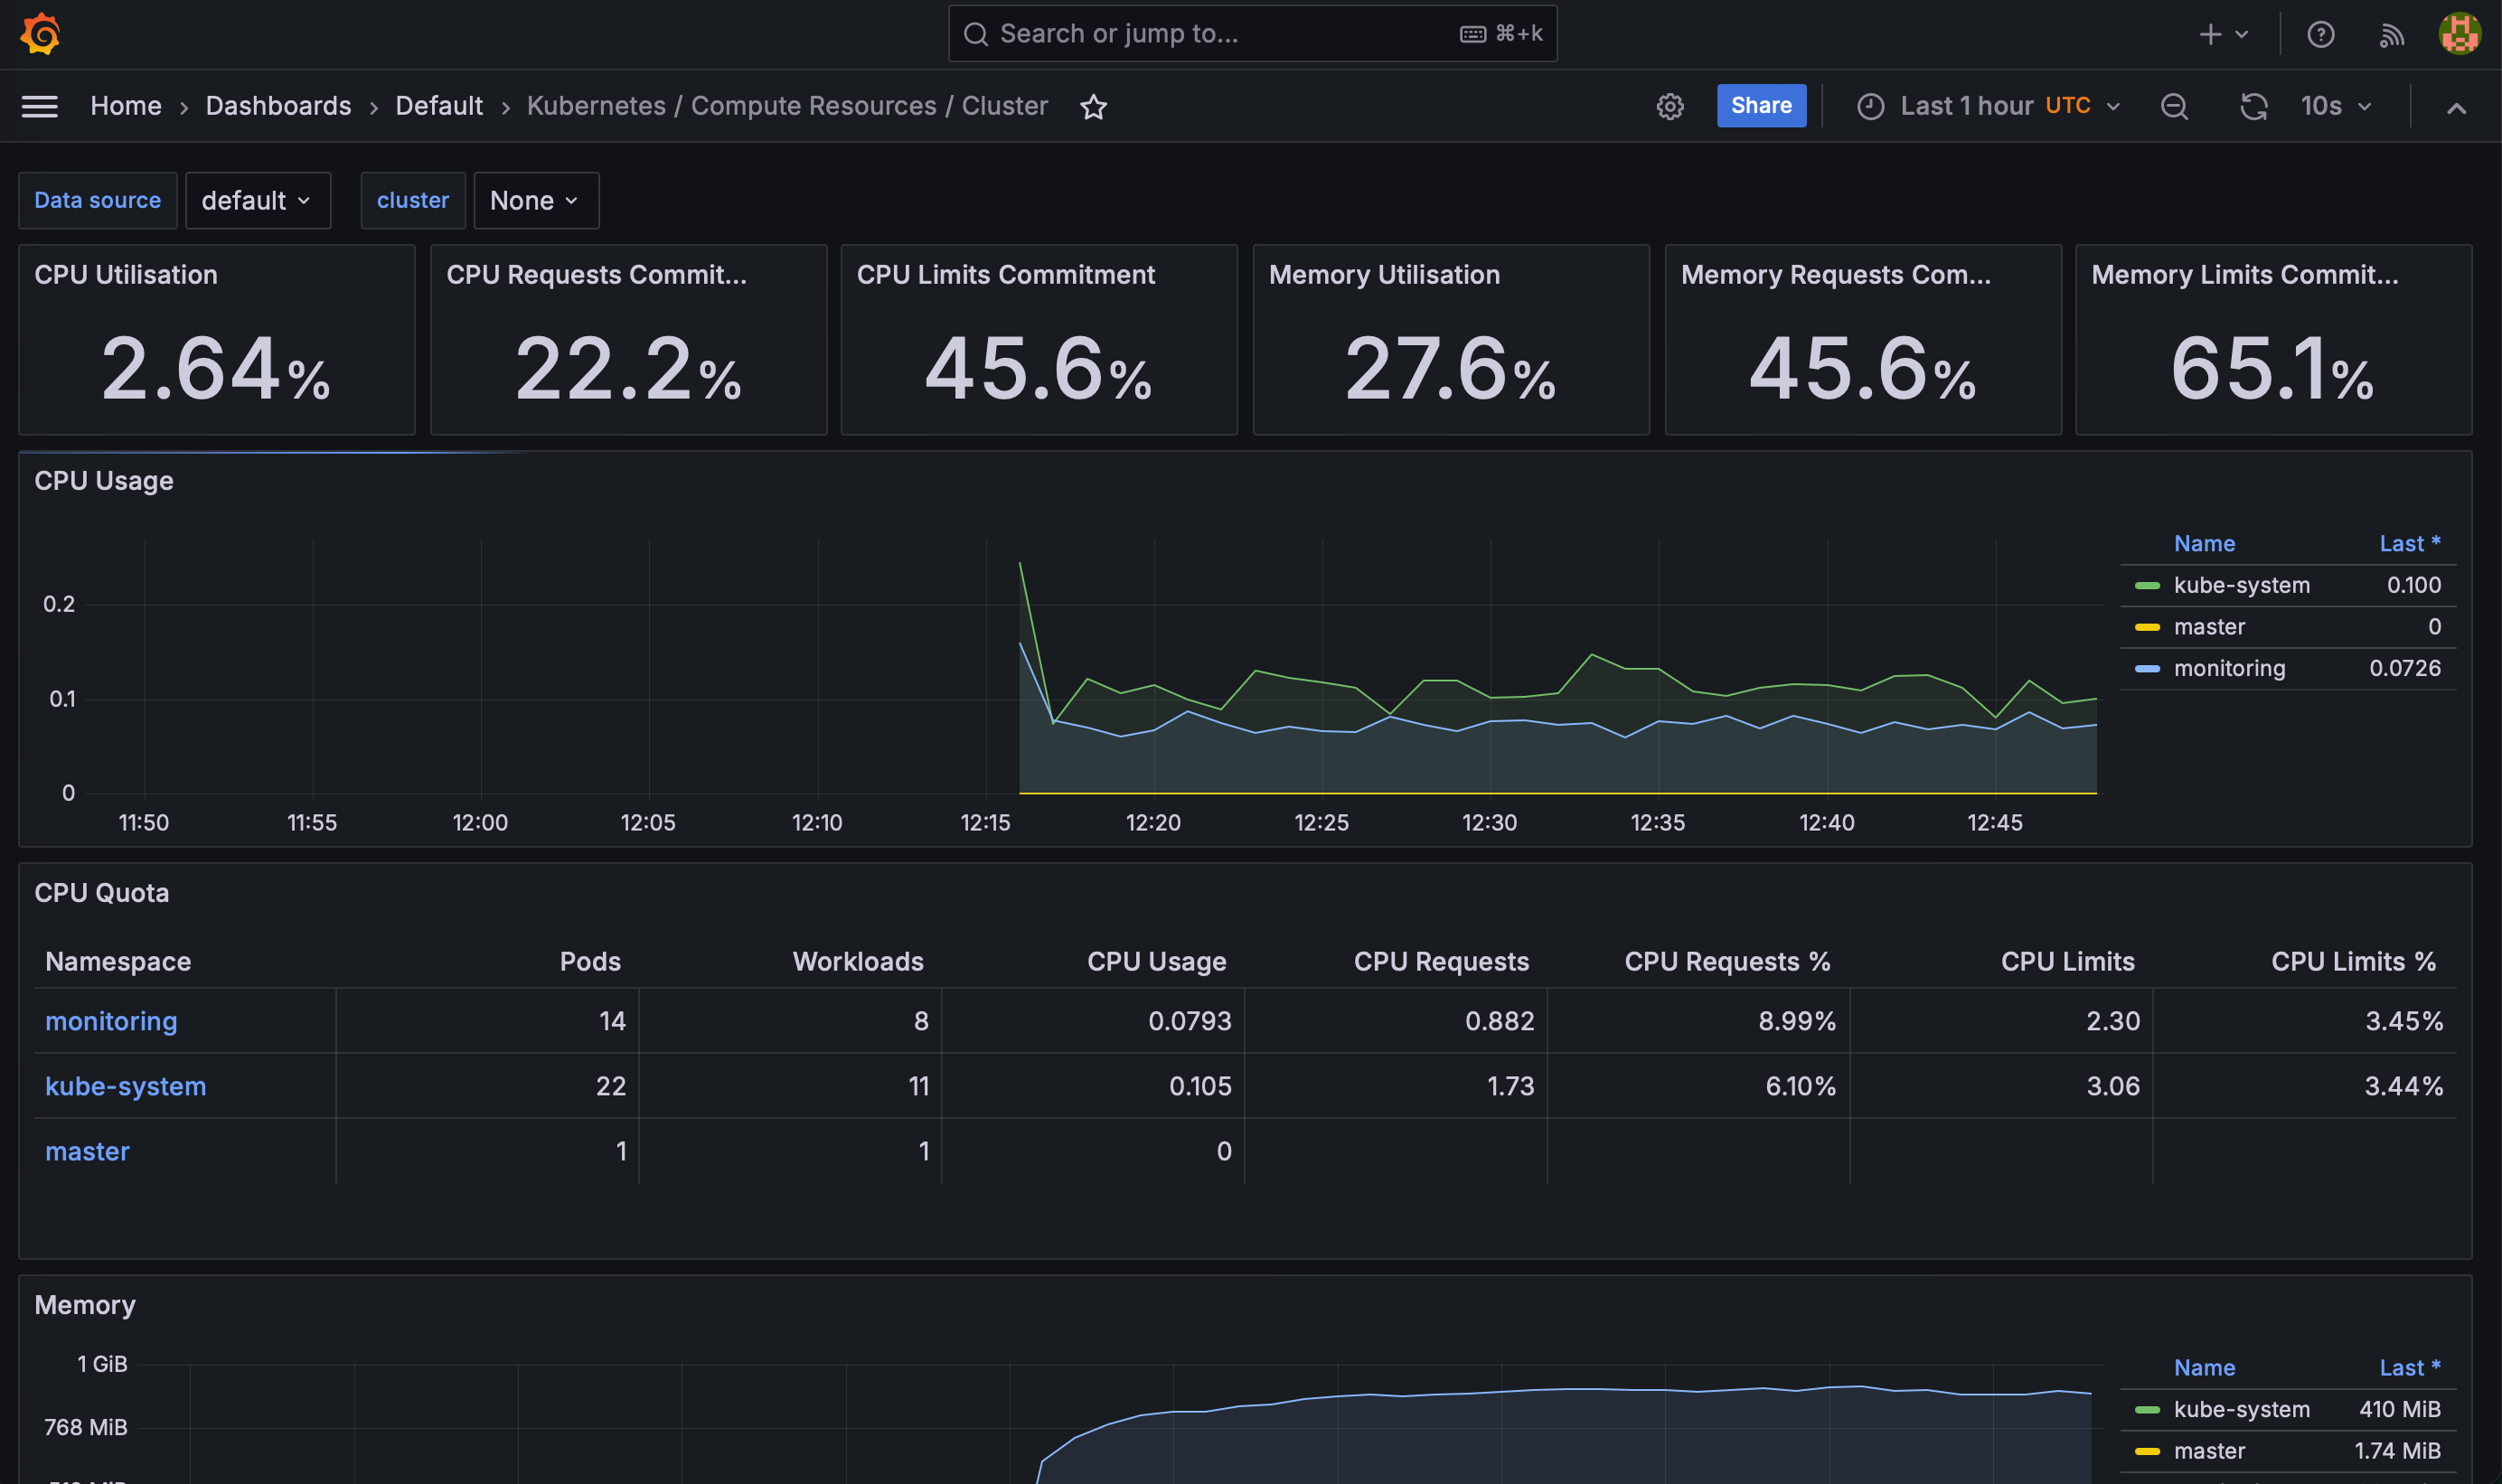 Search or jump to... ⌘+k
Home › Dashboards › Default › Kubernetes / Compute Resources / Cluster Share Last 1 hour UTC 10s
Data source default cluster None
CPU Utilisation
2.64%
CPU Requests Commit...
22.2%
CPU Limits Commitment
45.6%
Memory Utilisation
27.6%
Memory Requests Com...
45.6%
Memory Limits Commit...
65.1%
CPU Usage
0.2
0.1
0
11:50 11:55 12:00 12:05 12:10 12:15 12:20 12:25 12:30 12:35 12:40 12:45
Name Last *
kube-system 0.100
master 0
monitoring 0.0726
CPU Quota
Namespace Pods Workloads CPU Usage CPU Requests CPU Requests % CPU Limits CPU Limits %
monitoring 14 8 0.0793 0.882 8.99% 2.30 3.45%
kube-system 22 11 0.105 1.73 6.10% 3.06 3.44%
master 1 1 0
Memory
1 GiB
768 MiB
Name Last *
kube-system 410 MiB
master 1.74 MiB